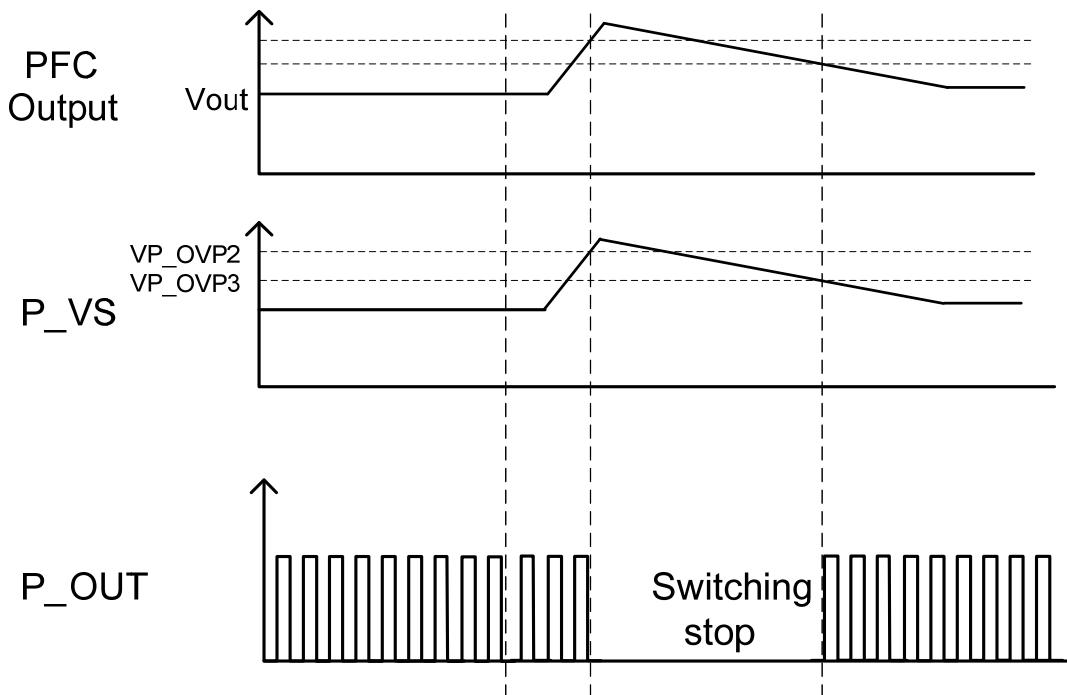 PFC
Output
Vout
VP_OVP2
VP_OVP3
P_VS
P_OUT
Switching
stop